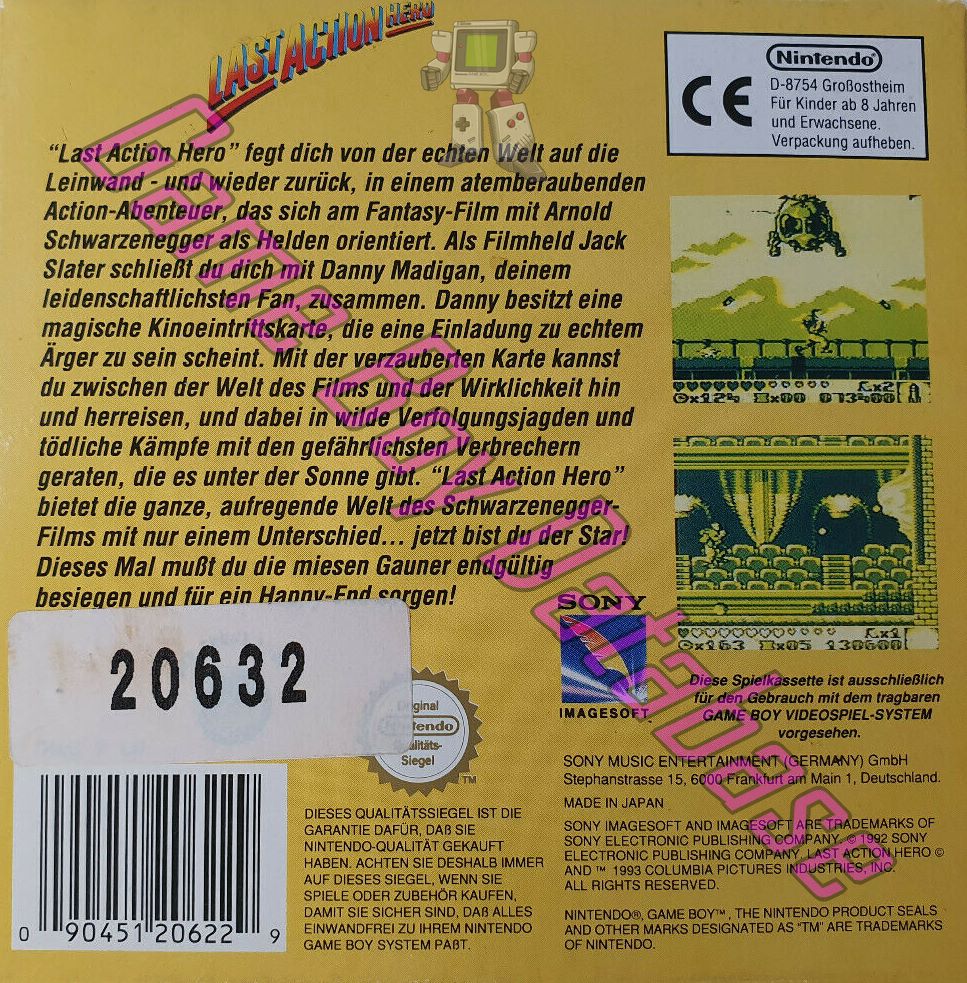 LAST ACTION HERO
Nintendo
D-8754 Großostheim
Für Kinder ab 8 Jahren
und Erwachsene.
Verpackung aufheben.
CE
"Last Action Hero" fegt dich von der echten Welt auf die
Leinwand - und wieder zurück, in einem atemberaubenden
Action-Abenteuer, das sich am Fantasy-Film mit Arnold
Schwarzenegger als Helden orientiert. Als Filmheld Jack
Slater schließt du dich mit Danny Madigan, deinem
leidenschaftlichsten Fan, zusammen. Danny besitzt eine
magische Kinoeintrittskarte, die eine Einladung zu echtem
Ärger zu sein scheint. Mit der verzauberten Karte kannst
du zwischen der Welt des Films und der Wirklichkeit hin
und herreisen, und dabei in wilde Verfolgungsjagden und
tödliche Kämpfe mit den gefährlichsten Verbrechern
geraten, die es unter der Sonne gibt. "Last Action Hero"
bietet die ganze, aufregende Welt des Schwarzenegger-
Films mit nur einem Unterschied... jetzt bist du der Star!
Dieses Mal mußt du die miesen Gauner endgültig
besiegen und für ein Happy-End sorgen!
Game Boy Database
x2
x124 x00 073400
x1
x163 x05 130600
20632
Original
Nintendo
Qualitäts-
Siegel
TM
SONY
IMAGESOFT™
Diese Spielkassette ist ausschließlich
für den Gebrauch mit dem tragbaren
GAME BOY VIDEOSPIEL-SYSTEM
vorgesehen.
SONY MUSIC ENTERTAINMENT (GERMANY) GmbH
Stephanstrasse 15, 6000 Frankfurt am Main 1, Deutschland.
MADE IN JAPAN
SONY IMAGESOFT AND IMAGESOFT ARE TRADEMARKS OF
SONY ELECTRONIC PUBLISHING COMPANY. © 1992 SONY
ELECTRONIC PUBLISHING COMPANY, LAST ACTION HERO ©
AND ™ 1993 COLUMBIA PICTURES INDUSTRIES, INC.
ALL RIGHTS RESERVED.
NINTENDO®, GAME BOY™, THE NINTENDO PRODUCT SEALS
AND OTHER MARKS DESIGNATED AS "TM" ARE TRADEMARKS
OF NINTENDO.
DIESES QUALITÄTSSIEGEL IST DIE
GARANTIE DAFÜR, DAß SIE
NINTENDO-QUALITÄT GEKAUFT
HABEN. ACHTEN SIE DESHALB IMMER
AUF DIESES SIEGEL, WENN SIE
SPIELE ODER ZUBEHÖR KAUFEN,
DAMIT SIE SICHER SIND, DAß ALLES
EINWANDFREI ZU IHREM NINTENDO
GAME BOY SYSTEM PAßT.
0 90451 20622 9